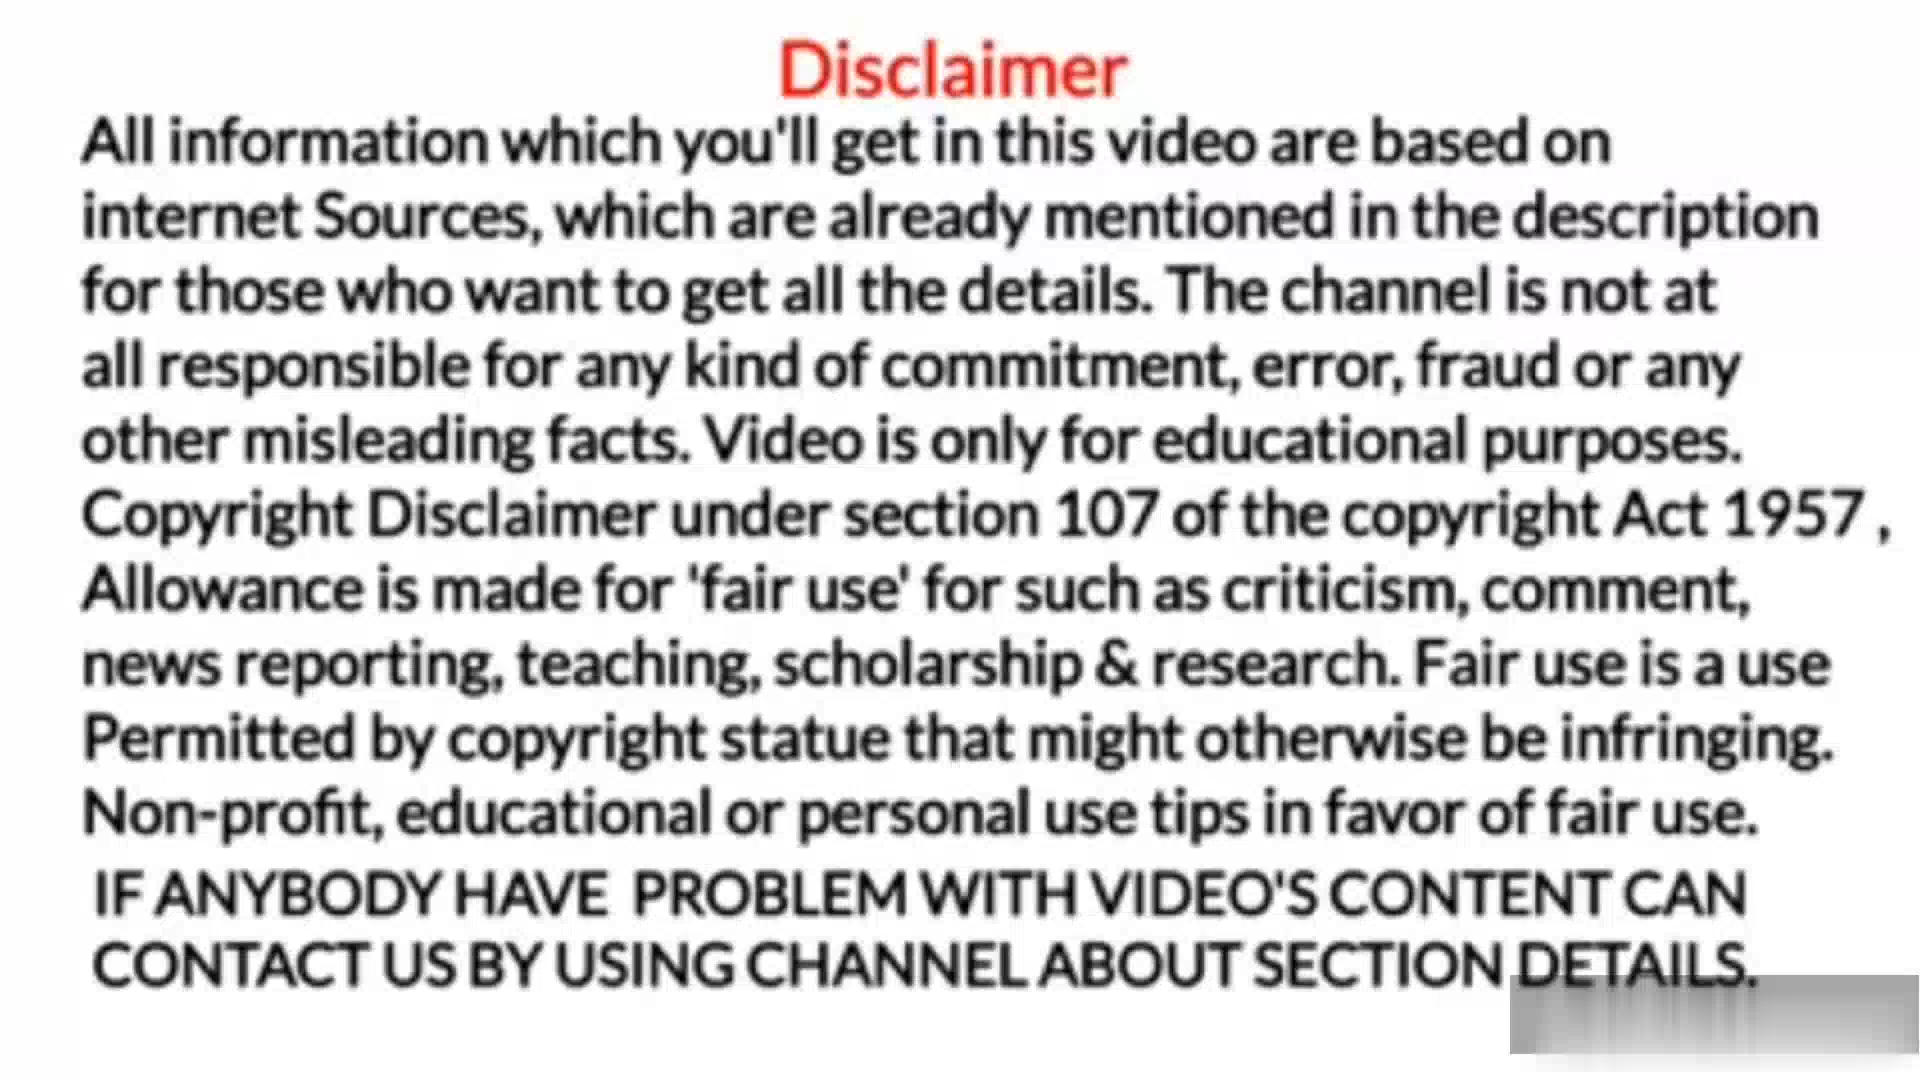 Disclaimer
All information which you'll get in this video are based on
internet Sources, which are already mentioned in the description
for those who want to get all the details. The channel is not at
all responsible for any kind of commitment, error, fraud or any
other misleading facts. Video is only for educational purposes.
Copyright Disclaimer under section 107 of the copyright Act 1957 ,
Allowance is made for 'fair use' for such as criticism, comment,
news reporting, teaching, scholarship & research. Fair use is a use
Permitted by copyright statue that might otherwise be infringing.
Non-profit, educational or personal use tips in favor of fair use.
IF ANYBODY HAVE PROBLEM WITH VIDEO'S CONTENT CAN
CONTACT US BY USING CHANNEL ABOUT SECTION DETAILS.